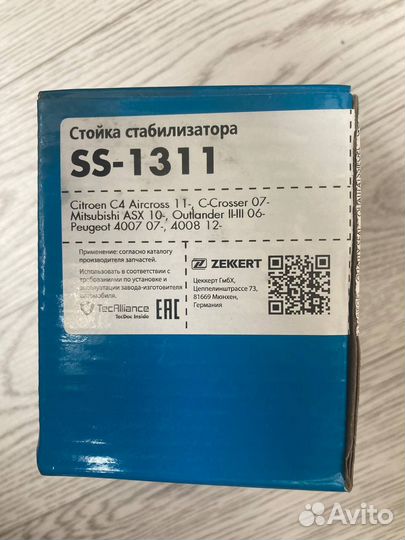 Стойка стабилизатора
SS-1311
Citroen C4 Aircross 11-, C-Crosser 07-
Mitsubishi ASX 10-, Outlander II-III 06-
Peugeot 4007 07-, 4008 12-
Применение: согласно каталогу
производителя запчастей.
Использовать в соответствии с
требованиями по установке и
эксплуатации завода-изготовителя
автомобиля.
TecAlliance
TecDoc Inside
EAC
ZEKKERT
Цеккерт ГмбХ,
Цеппелинштрассе 73,
81669 Мюнхен,
Германия
Avito